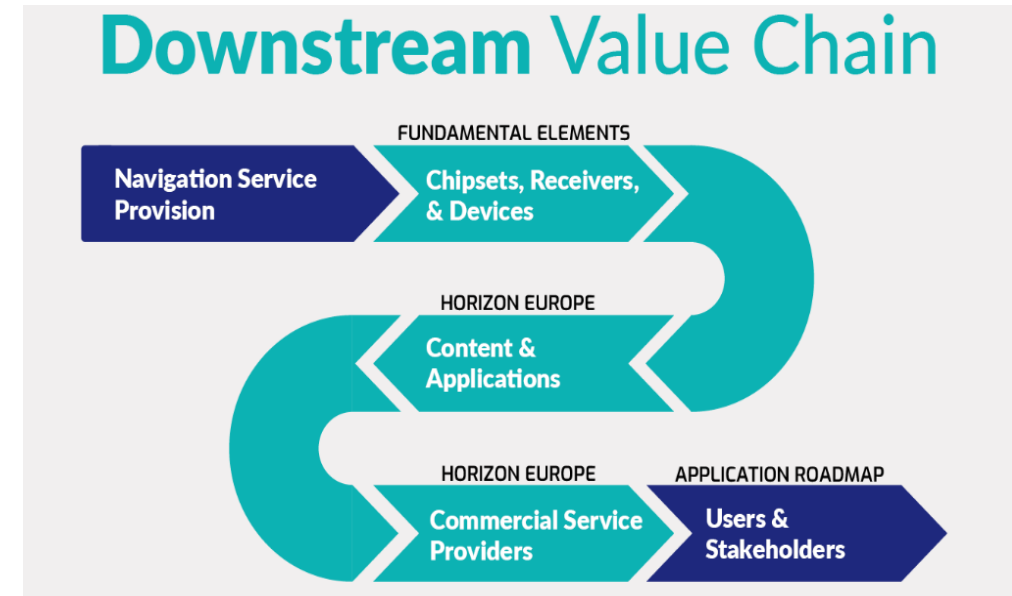 Downstream Value Chain
FUNDAMENTAL ELEMENTS
Navigation Service
Provision
Chipsets, Receivers,
& Devices
HORIZON EUROPE
Content &
Applications
HORIZON EUROPE
Commercial Service
Providers
APPLICATION ROADMAP
Users &
Stakeholders